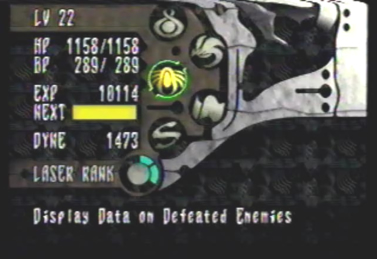 LV 22
HP 1158/1158
BP 289/ 289
EXP 10114
NEXT
DYNE 1473
LASER RANK
Display Data on Defeated Enemies